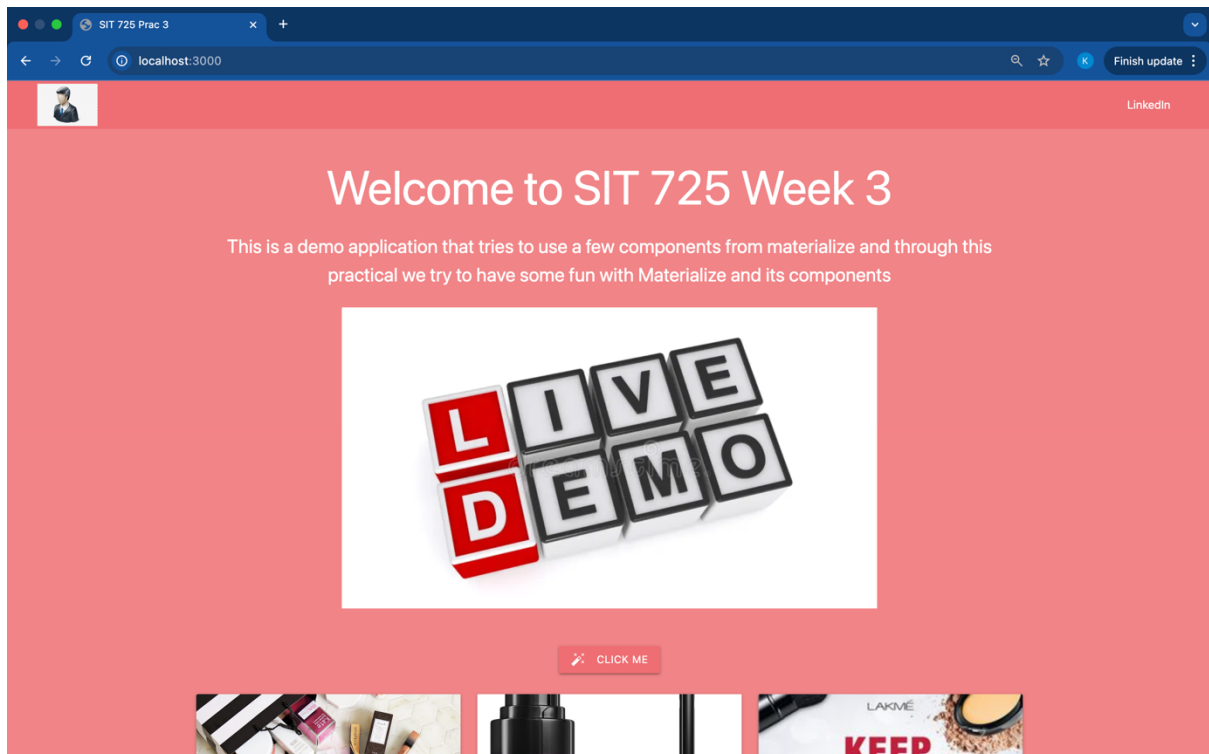 SIT 725 Prac 3
localhost:3000
K
Finish update
LinkedIn
Welcome to SIT 725 Week 3
This is a demo application that tries to use a few components from materialize and through this
practical we try to have some fun with Materialize and its components
LIVE
DEMO
CLICK ME
LAKMÉ
KEEP